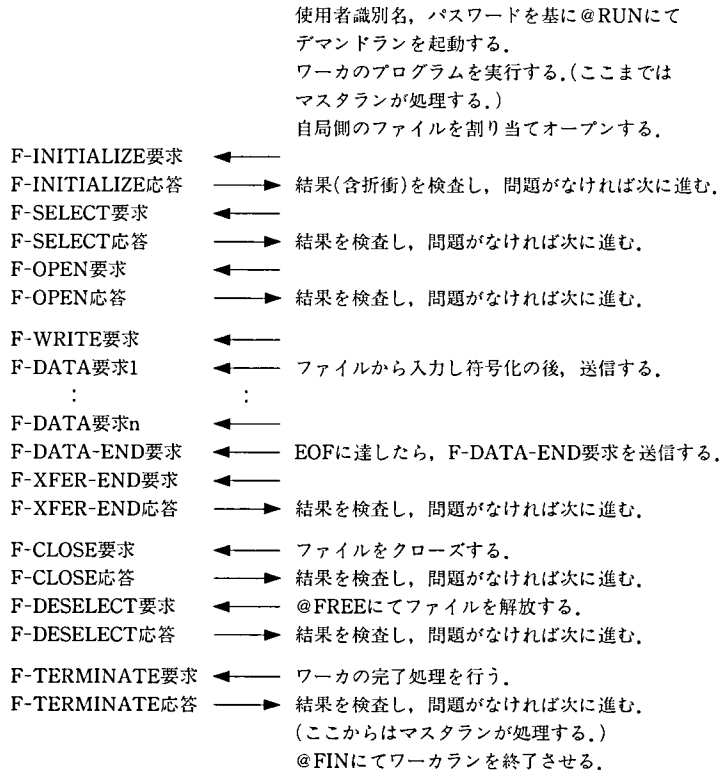 使用者識別名，パスワードを基に@RUNにて
デマンドランを起動する．
ワーカのプログラムを実行する．(ここまでは
マスタランが処理する．)
自局側のファイルを割り当てオープンする．
F-INITIALIZE要求
F-INITIALIZE応答 結果(含折衝)を検査し，問題がなければ次に進む．
F-SELECT要求
F-SELECT応答 結果を検査し，問題がなければ次に進む．
F-OPEN要求
F-OPEN応答 結果を検査し，問題がなければ次に進む．
F-WRITE要求
F-DATA要求1 ファイルから入力し符号化の後，送信する．
: :
F-DATA要求n
F-DATA-END要求 EOFに達したら，F-DATA-END要求を送信する．
F-XFER-END要求
F-XFER-END応答 結果を検査し，問題がなければ次に進む．
F-CLOSE要求 ファイルをクローズする．
F-CLOSE応答 結果を検査し，問題がなければ次に進む．
F-DESELECT要求 @FREEにてファイルを解放する．
F-DESELECT応答 結果を検査し，問題がなければ次に進む．
F-TERMINATE要求 ワーカの完了処理を行う．
F-TERMINATE応答 結果を検査し，問題がなければ次に進む．
(ここからはマスタランが処理する．)
@FINにてワーカランを終了させる．